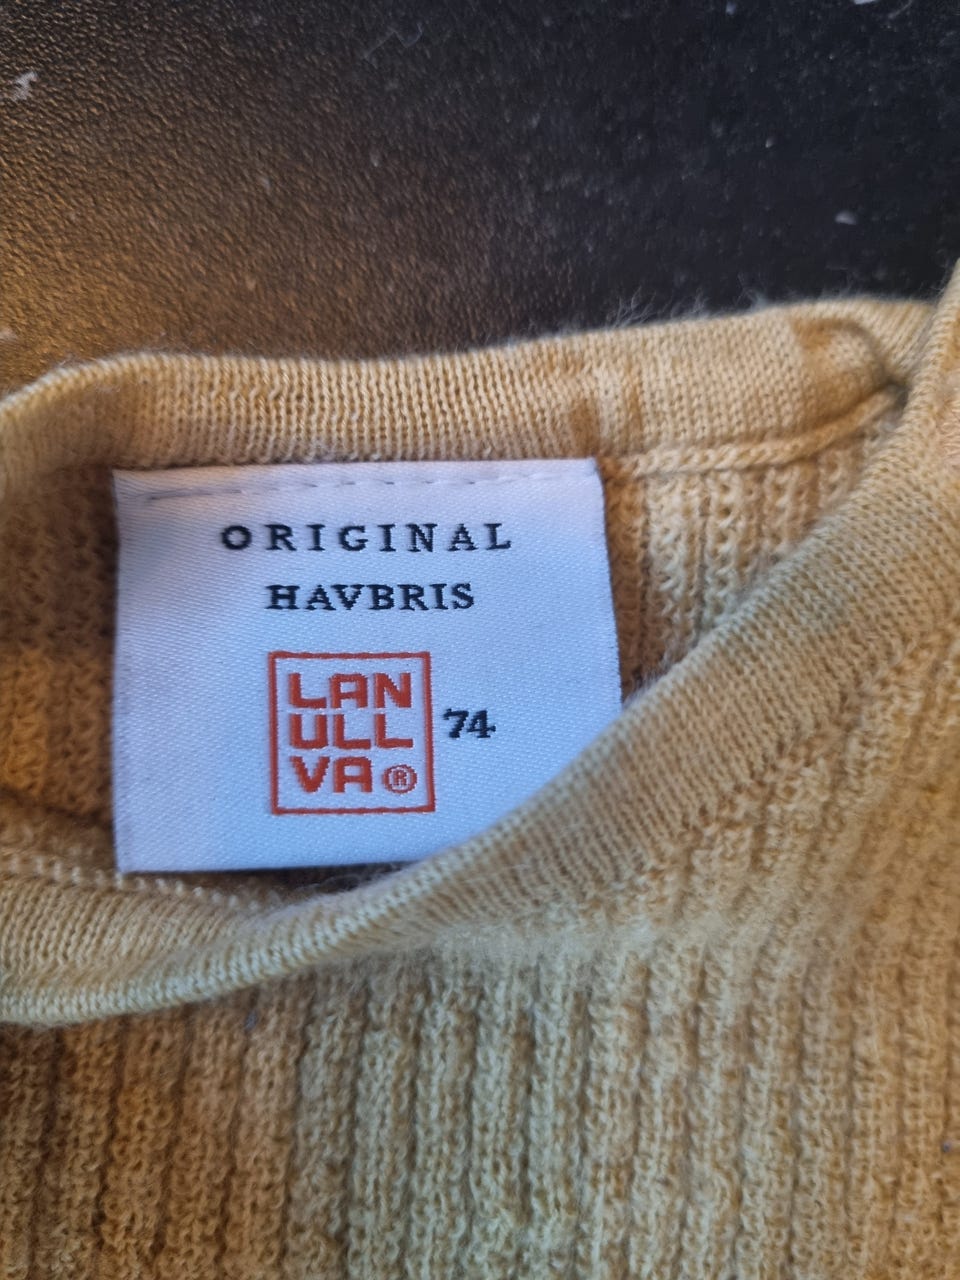 ORIGINAL
HAVBRIS
LAN
ULL
VA ®
74